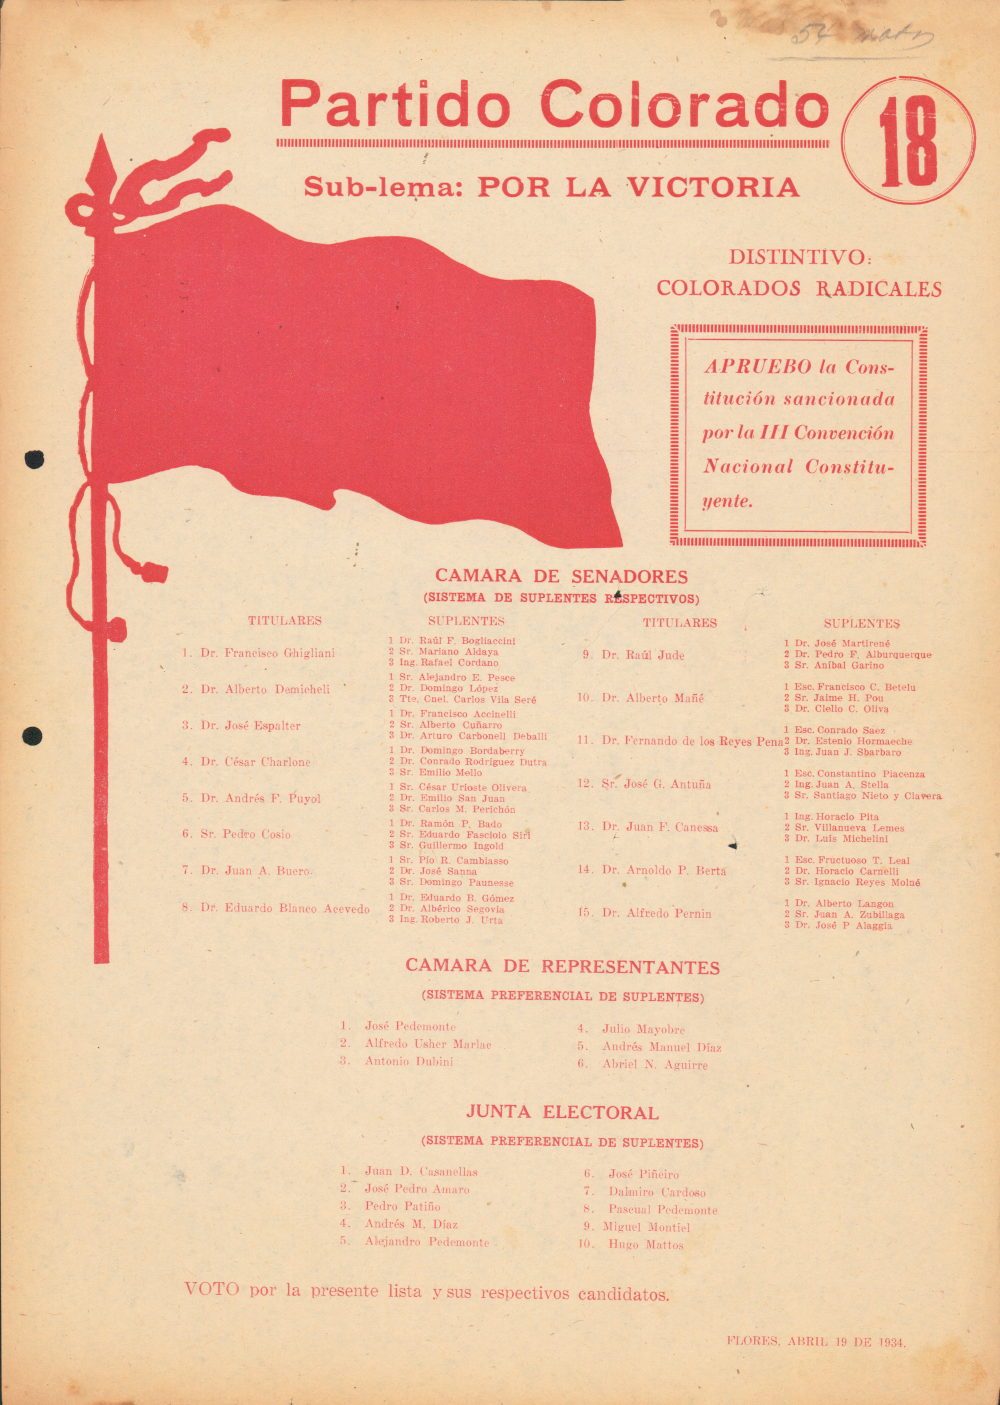 Partido Colorado
18
Sub-lema: POR LA VICTORIA
DISTINTIVO:
COLORADOS RADICALES
APRUEBO la Cons-
titución sancionada
por la III Convención
Nacional Constitu-
yente.
CAMARA DE SENADORES
(SISTEMA DE SUPLENTES RESPECTIVOS)
TITULARES
SUPLENTES
1. Dr. Francisco Ghigliani
1 Dr. Raúl F. Bogliaccini
2 Sr. Mariano Aldaya
3 Ing. Rafael Cordano
2. Dr. Alberto Demicheli
1 Sr. Alejandro E. Pesce
2 Dr. Domingo López
3 Tte. Cnel. Carlos Vila Seré
3. Dr. José Espalter
1 Dr. Francisco Accinelli
2 Sr. Alberto Cuñarro
3 Dr. Arturo Carbonell Deballi
4. Dr. César Charlone
1 Dr. Domingo Bordaberry
2 Dr. Conrado Rodríguez Dutra
3 Sr. Emilio Mello
5. Dr. Andrés F. Puyol
1 Sr. César Urioste Olivera
2 Dr. Emilio San Juan
3 Sr. Carlos M. Perichón
6. Sr. Pedro Cosio
1 Dr. Ramón P. Bado
2 Sr. Eduardo Fasciolo Siri
3 Sr. Guillermo Ingold
7. Dr. Juan A. Buero
1 Sr. Pío R. Cambiasso
2 Dr. José Sanna
3 Sr. Domingo Paunesse
8. Dr. Eduardo Blanco Acevedo
1 Dr. Eduardo B. Gómez
2 Dr. Albérico Segovia
3 Ing. Roberto J. Urta
TITULARES
SUPLENTES
9. Dr. Raúl Jude
1 Dr. José Martirené
2 Dr. Pedro F. Alburquerque
3 Sr. Aníbal Garino
10. Dr. Alberto Mañé
1 Esc. Francisco C. Betelu
2 Sr. Jaime H. Pou
3 Dr. Clelio C. Oliva
11. Dr. Fernando de los Reyes Pena
1 Esc. Conrado Saez
2 Dr. Estenio Hormaeche
3 Ing. Juan J. Sbarbaro
12. Sr. José G. Antuña
1 Esc. Constantino Piacenza
2 Ing. Juan A. Stella
3 Sr. Santiago Nieto y Clavera
13. Dr. Juan F. Canessa
1 Ing. Horacio Pita
2 Sr. Villanueva Lemes
3 Dr. Luis Michelini
14. Dr. Arnoldo P. Berta
1 Esc. Fructuoso T. Leal
2 Dr. Horacio Carnelli
3 Sr. Ignacio Reyes Molné
15. Dr. Alfredo Pernin
1 Dr. Alberto Langon
2 Sr. Juan A. Zubillaga
3 Dr. José P Alaggia
CAMARA DE REPRESENTANTES
(SISTEMA PREFERENCIAL DE SUPLENTES)
1. José Pedemonte
2. Alfredo Usher Marlae
3. Antonio Dubini
4. Julio Mayobre
5. Andrés Manuel Díaz
6. Abriel N. Aguirre
JUNTA ELECTORAL
(SISTEMA PREFERENCIAL DE SUPLENTES)
1. Juan D. Casanellas
2. José Pedro Amaro
3. Pedro Patiño
4. Andrés M. Díaz
5. Alejandro Pedemonte
6. José Piñeiro
7. Dalmiro Cardoso
8. Pascual Pedemonte
9. Miguel Montiel
10. Hugo Mattos
VOTO por la presente lista y sus respectivos candidatos.
FLORES, ABRIL 19 DE 1934.